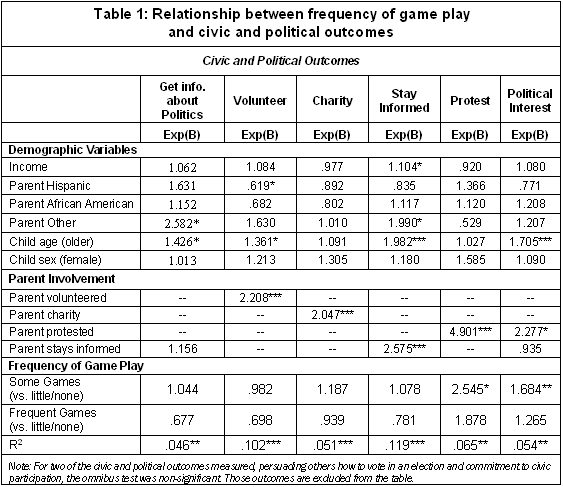 Table 1: Relationship between frequency of game play
and civic and political outcomes
Civic and Political Outcomes
Get info. about Politics Volunteer Charity Stay Informed Protest Political Interest
Exp(B) Exp(B) Exp(B) Exp(B) Exp(B) Exp(B)
Demographic Variables
Income 1.062 1.084 .977 1.104* .920 1.080
Parent Hispanic 1.631 .619* .892 .835 1.366 .771
Parent African American 1.152 .682 .802 1.117 1.120 1.208
Parent Other 2.582* 1.630 1.010 1.990* .529 1.207
Child age (older) 1.426* 1.361* 1.091 1.982*** 1.027 1.705***
Child sex (female) 1.013 1.213 1.305 1.180 1.585 1.090
Parent Involvement
Parent volunteered -- 2.208*** -- -- -- --
Parent charity -- -- 2.047*** -- -- --
Parent protested -- -- -- -- 4.901*** 2.277*
Parent stays informed 1.156 -- -- 2.575*** -- .935
Frequency of Game Play
Some Games (vs. little/none) 1.044 .982 1.187 1.078 2.545* 1.684**
Frequent Games (vs. little/none) .677 .698 .939 .781 1.878 1.265
R² .046** .102*** .051*** .119*** .065** .054**
Note: For two of the civic and political outcomes measured, persuading others how to vote in an election and commitment to civic
participation, the omnibus test was non-significant. Those outcomes are excluded from the table.